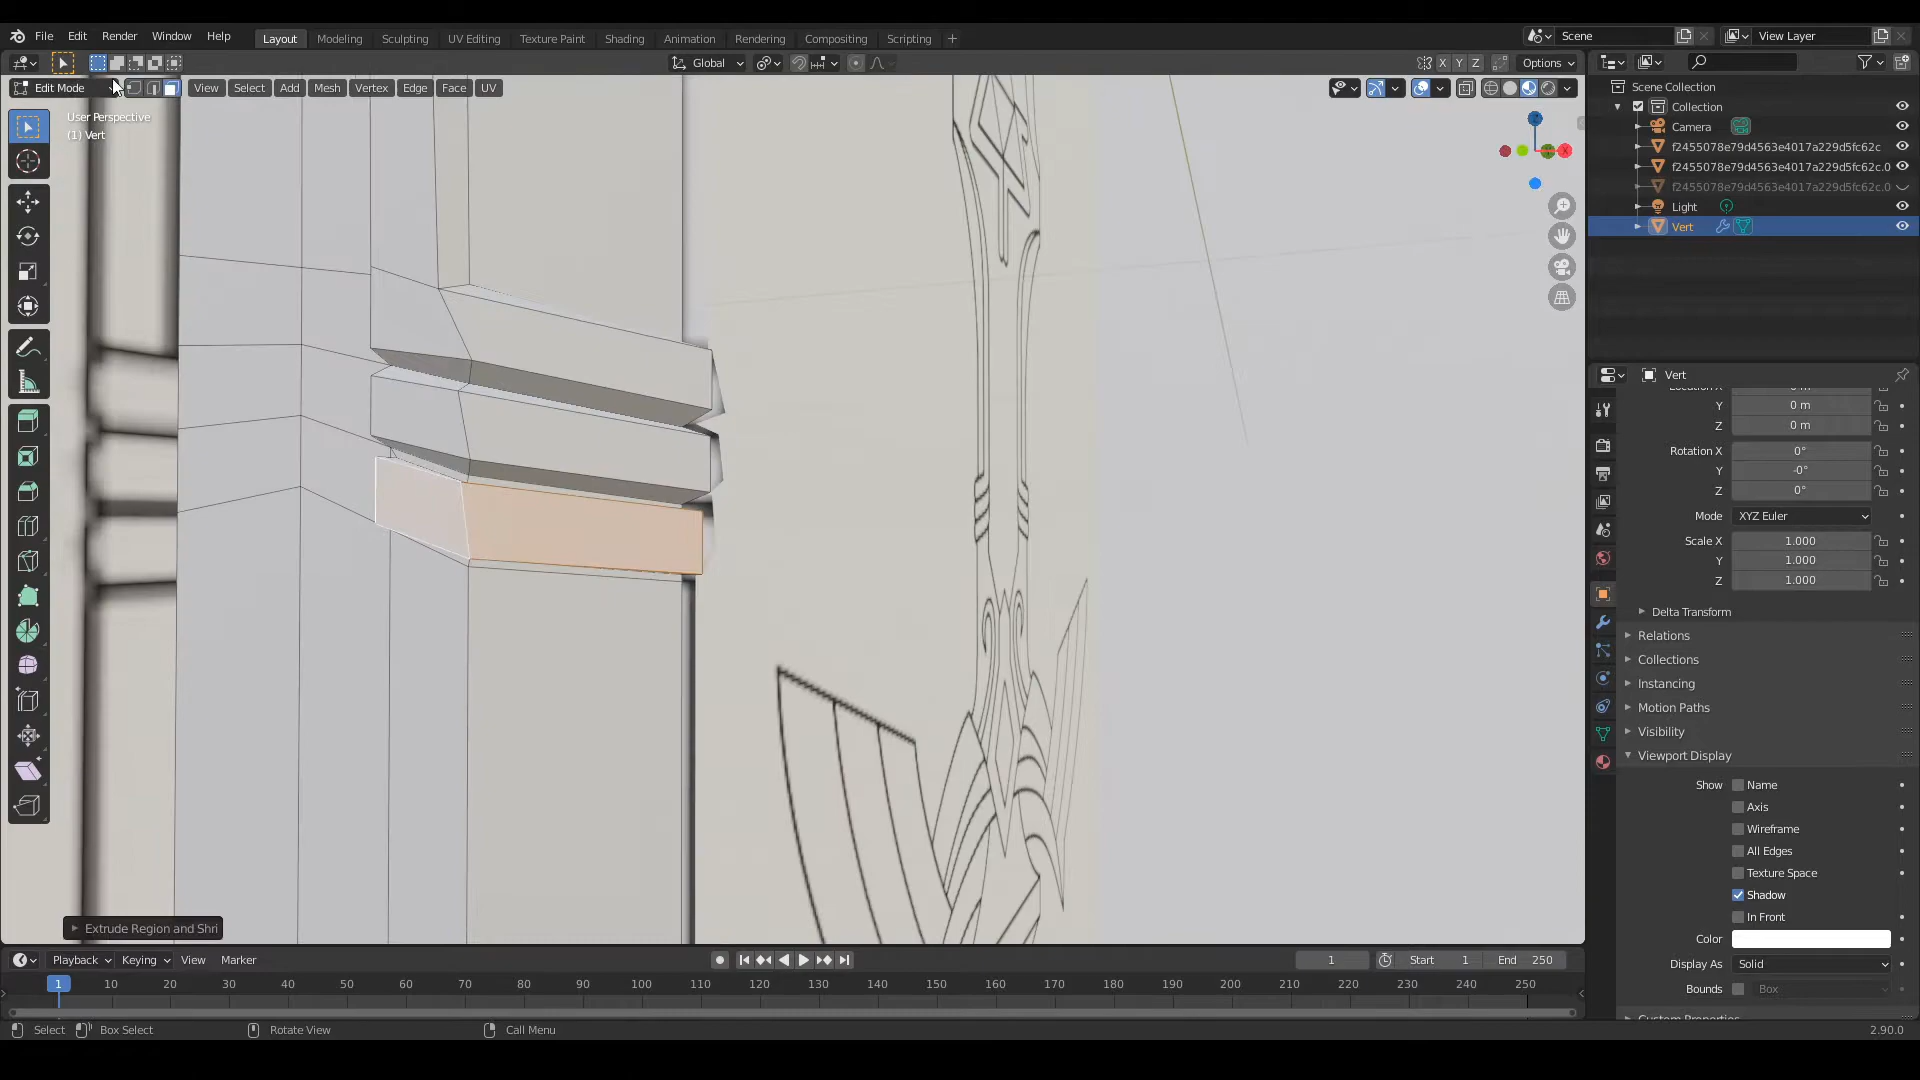 File Edit Render Window Help Layout Modeling Sculpting UV Editing Texture Paint Shading Animation Rendering Compositing Scripting + Scene View Layer
Global X Y Z Options
Edit Mode View Select Add Mesh Vertex Edge Face UV
User Perspective
(1) Vert
Scene Collection
Collection
Camera
f2455078e79d4563e4017a229d5fc62c
f2455078e79d4563e4017a229d5fc62c.0
f2455078e79d4563e4017a229d5fc62c.0
Light
Vert
Vert
Y 0 m
Z 0 m
Rotation X 0°
Y -0°
Z 0°
Mode XYZ Euler
Scale X 1.000
Y 1.000
Z 1.000
Delta Transform
Relations
Collections
Instancing
Motion Paths
Visibility
Viewport Display
Show Name
Axis
Wireframe
All Edges
Texture Space
Shadow
In Front
Color
Display As Solid
Bounds Box
Extrude Region and Shri
Playback Keying View Marker 1 Start 1 End 250
1 10 20 30 40 50 60 70 80 90 100 110 120 130 140 150 160 170 180 190 200 210 220 230 240 250
Select Box Select Rotate View Call Menu 2.90.0